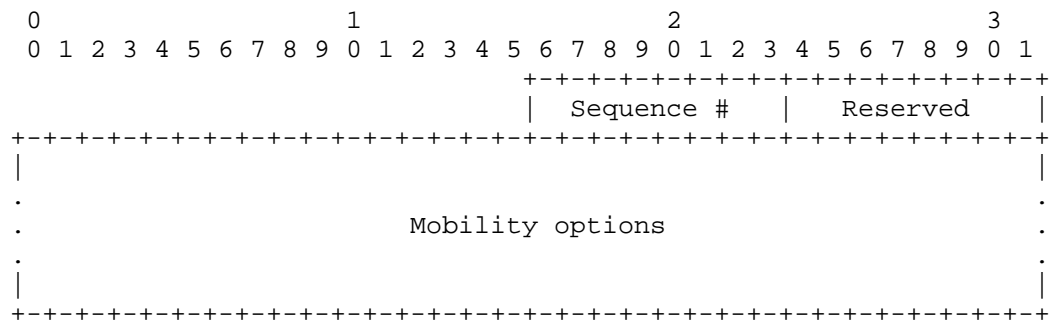 0                   1                   2                   3
 0 1 2 3 4 5 6 7 8 9 0 1 2 3 4 5 6 7 8 9 0 1 2 3 4 5 6 7 8 9 0 1
                                +-+-+-+-+-+-+-+-+-+-+-+-+-+-+-+-+
                                |  Sequence #   |   Reserved    |
+-+-+-+-+-+-+-+-+-+-+-+-+-+-+-+-+-+-+-+-+-+-+-+-+-+-+-+-+-+-+-+-+
|                                                               |
.                                                               .
.                        Mobility options                       .
.                                                               .
|                                                               |
+-+-+-+-+-+-+-+-+-+-+-+-+-+-+-+-+-+-+-+-+-+-+-+-+-+-+-+-+-+-+-+-+